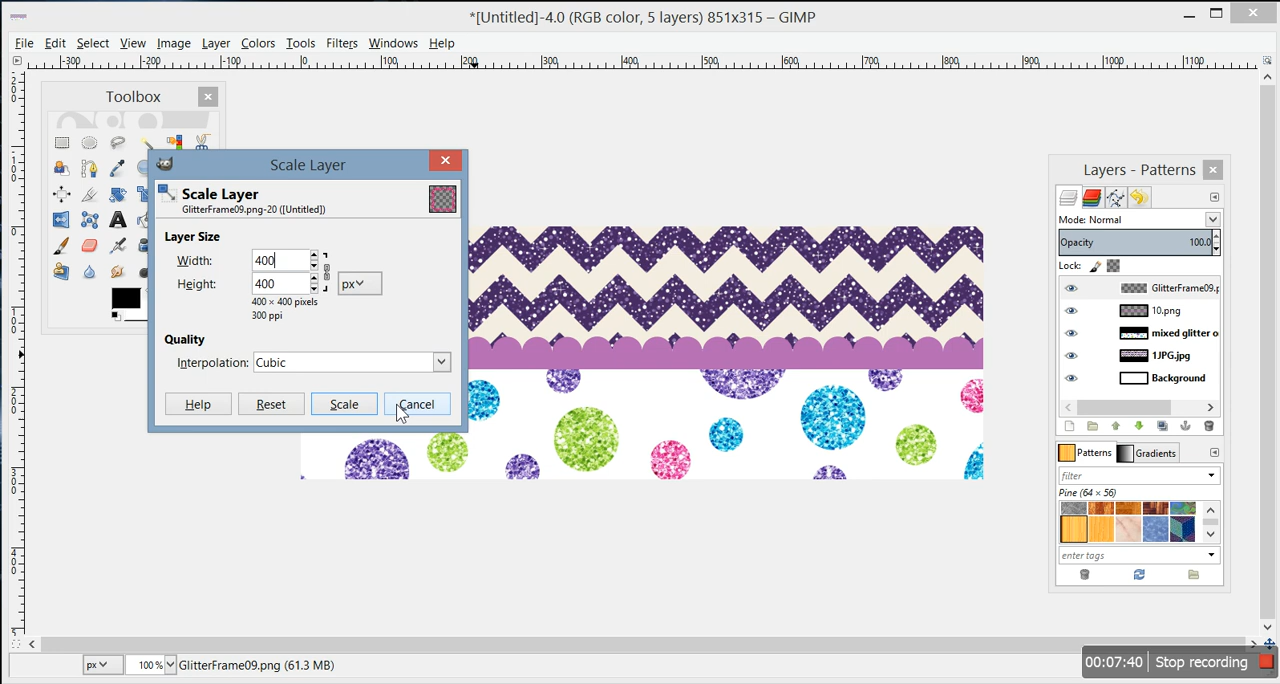 *[Untitled]-4.0 (RGB color, 5 layers) 851x315 – GIMP
File Edit Select View Image Layer Colors Tools Filters Windows Help
-300 -200 -100 0 100 200 300 400 500 600 700 800 900 1000 1100
Toolbox
Scale Layer
Scale Layer
GlitterFrame09.png-20 ([Untitled])
Layer Size
Width: 400
Height: 400 px
400 × 400 pixels
300 ppi
Quality
Interpolation: Cubic
Help Reset Scale Cancel
Layers - Patterns
Mode: Normal
Opacity 100.0
Lock:
GlitterFrame09.p
10.png
mixed glitter o
1JPG.jpg
Background
Patterns Gradients
filter
Pine (64 × 56)
enter tags
px 100% GlitterFrame09.png (61.3 MB)
00:07:40 Stop recording